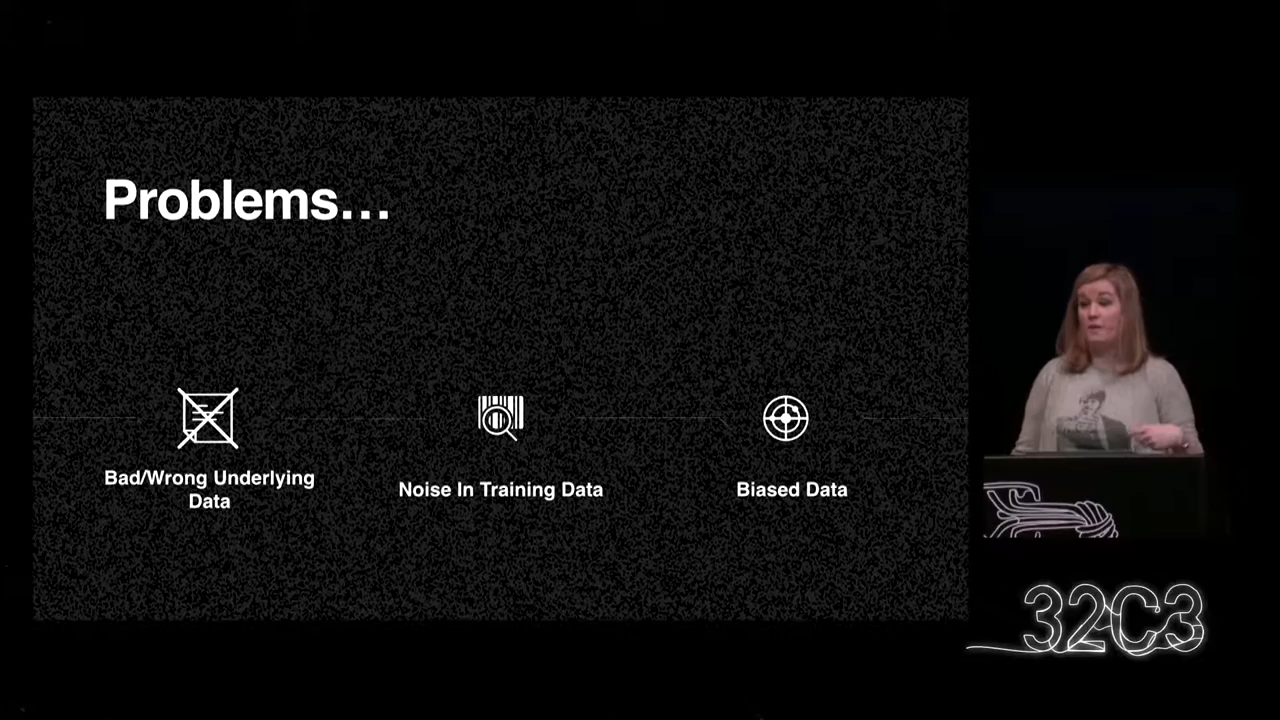 Problems…
Bad/Wrong Underlying
Data
Noise In Training Data
Biased Data
32C3